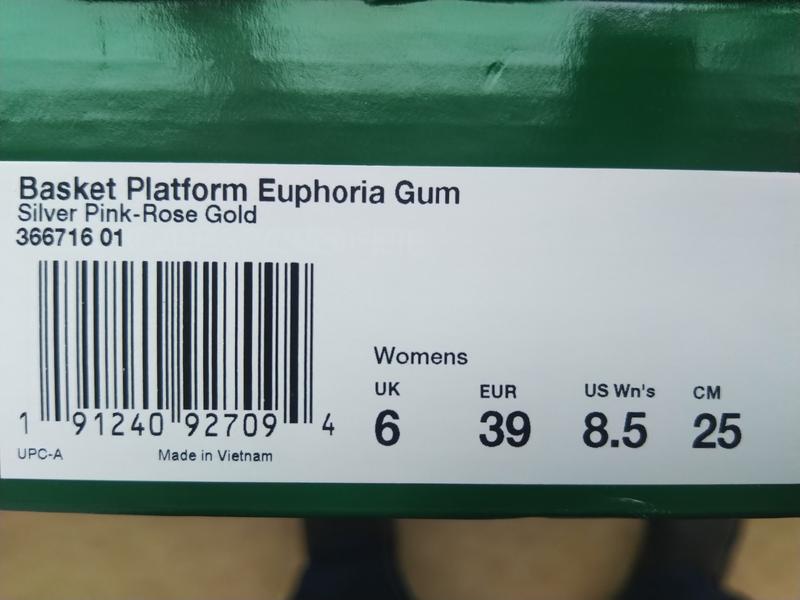 Basket Platform Euphoria Gum
Silver Pink-Rose Gold
366716 01
1 91240 92709 4
UPC-A Made in Vietnam
Womens
UK EUR US Wn's CM
6 39 8.5 25